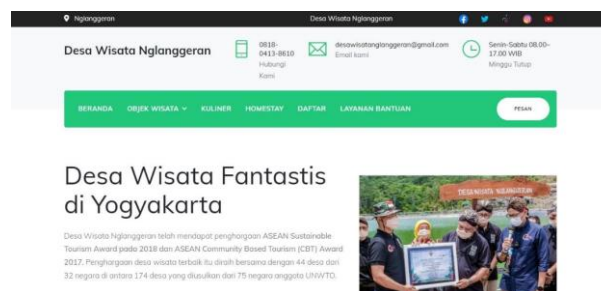 Nglanggeran
Desa Wisata Nglanggeran
Desa Wisata Nglanggeran
0818-
0413-8610
Hubungi
Kami
desawisatanglanggeran@gmail.com
Email kami
Senin-Sabtu 08.00-
17.00 WIB
Minggu Tutup
BERANDA OBJEK WISATA KULINER HOMESTAY DAFTAR LAYANAN BANTUAN
PESAN
Desa Wisata Fantastis
di Yogyakarta
Desa Wisata Nglanggeran telah mendapat penghargaan ASEAN Sustainable
Tourism Award pada 2018 dan ASEAN Community Based Tourism (CBT) Award
2017. Penghargaan desa wisata terbaik itu diraih bersama dengan 44 desa dari
32 negara di antara 174 desa yang diusulkan dari 75 negara anggota UNWTO.
DESA WISATA NGLANGGERAN